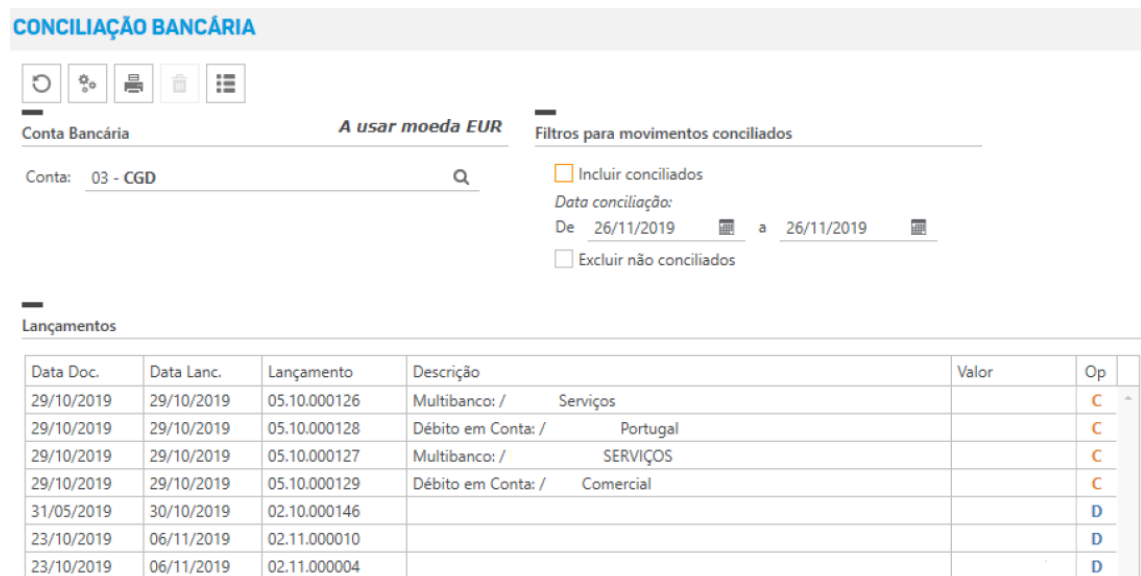 CONCILIAÇÃO BANCÁRIA
Conta Bancária A usar moeda EUR
Conta: 03 - CGD
Filtros para movimentos conciliados
Incluir conciliados
Data conciliação:
De 26/11/2019 a 26/11/2019
Excluir não conciliados
Lançamentos
Data Doc. Data Lanc. Lançamento Descrição Valor Op
29/10/2019 29/10/2019 05.10.000126 Multibanco: / Serviços C
29/10/2019 29/10/2019 05.10.000128 Débito em Conta: / Portugal C
29/10/2019 29/10/2019 05.10.000127 Multibanco: / SERVIÇOS C
29/10/2019 29/10/2019 05.10.000129 Débito em Conta: / Comercial C
31/05/2019 30/10/2019 02.10.000146 D
23/10/2019 06/11/2019 02.11.000010 D
23/10/2019 06/11/2019 02.11.000004 D